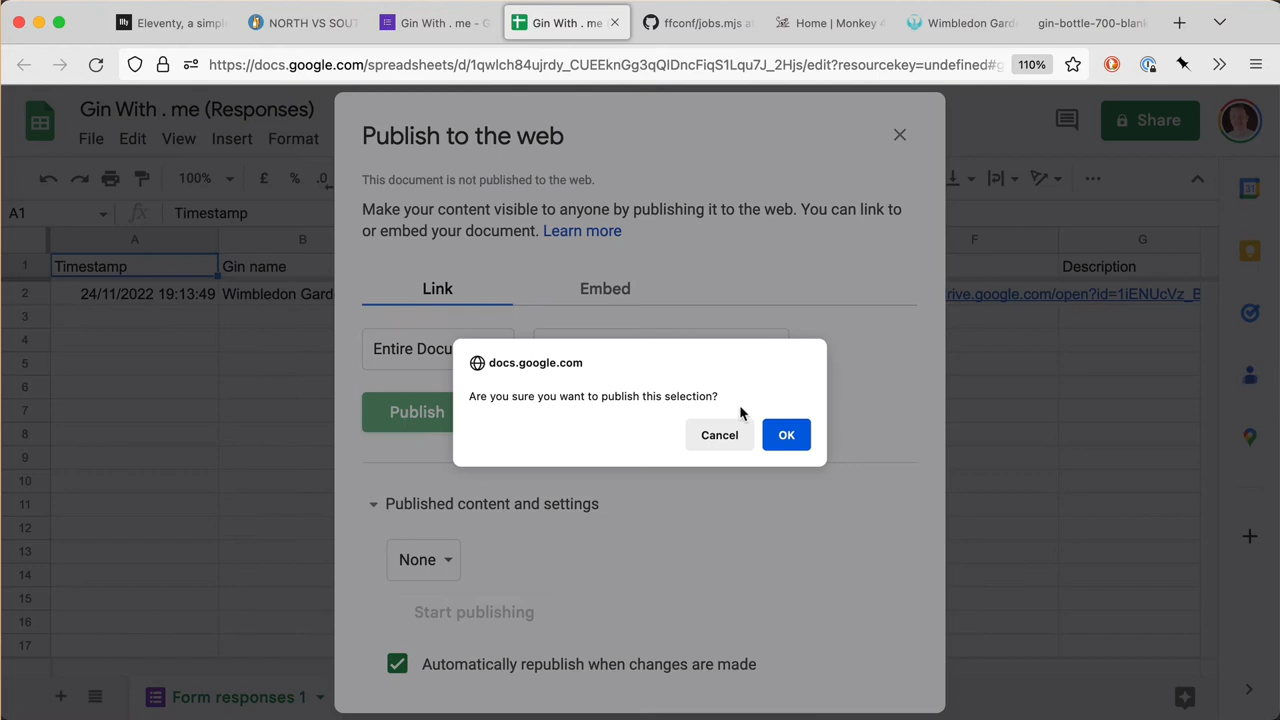 Eleventy, a simpl
NORTH VS SOUT
Gin With . me - G
Gin With . me
ffconf/jobs.mjs at
Home | Monkey 4
Wimbledon Gard
gin-bottle-700-blank
https://docs.google.com/spreadsheets/d/1qwlch84ujrdy_CUEEknGg3qQIDncFiqS1Lqu7J_2Hjs/edit?resourcekey=undefined#g
110%
Gin With . me (Responses)
File Edit View Insert Format
Share
Publish to the web
This document is not published to the web.
Make your content visible to anyone by publishing it to the web. You can link to
or embed your document. Learn more
100% £ % .0
A1 fx Timestamp
A B F G
1 Timestamp Gin name Description
2 24/11/2022 19:13:49 Wimbledon Gard rive.google.com/open?id=1iENUcVz_B
3
4
5
6
7
8
9
10
11
12
13
14
15
16
17
Link Embed
Entire Docu
Publish
docs.google.com
Are you sure you want to publish this selection?
Cancel OK
Published content and settings
None
Start publishing
Automatically republish when changes are made
Form responses 1